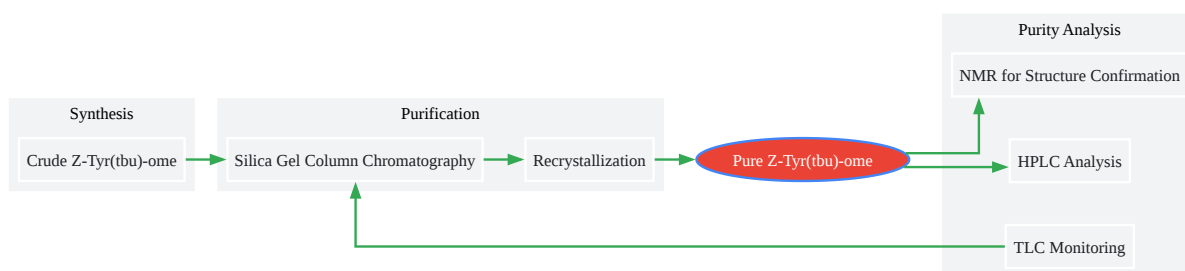 Purity Analysis
NMR for Structure Confirmation
Synthesis
Purification
Crude Z-Tyr(tbu)-ome
Silica Gel Column Chromatography
Recrystallization
Pure Z-Tyr(tbu)-ome
HPLC Analysis
TLC Monitoring